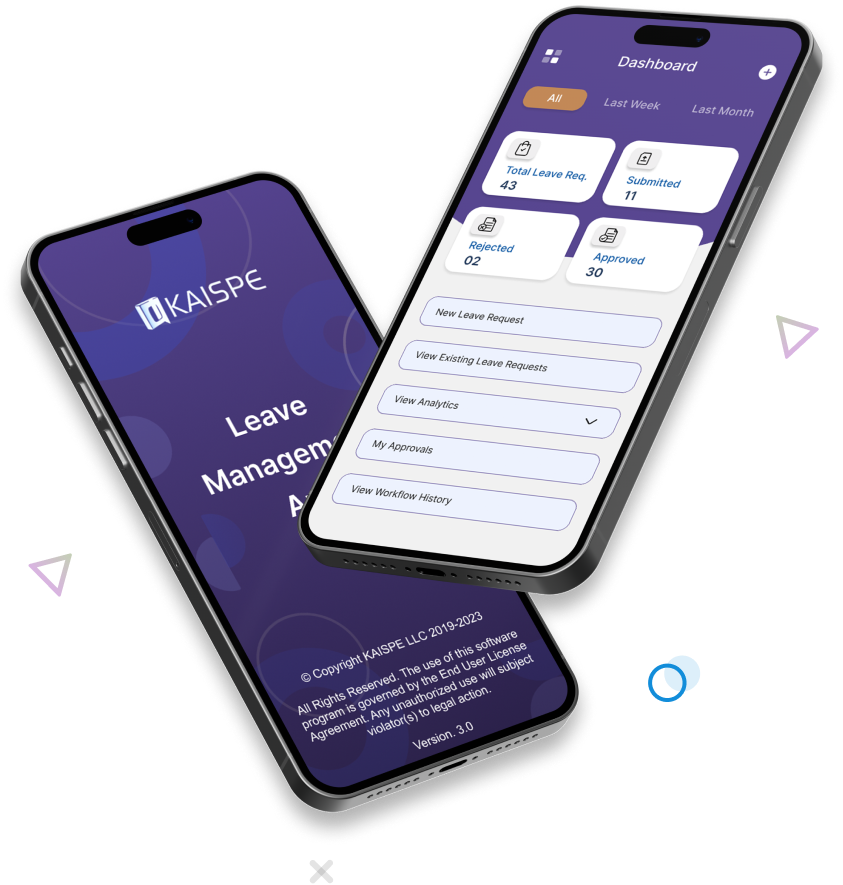 Dashboard
All
Last Week
Last Month
Total Leave Req.
43
Submitted
11
Rejected
02
Approved
30
New Leave Request
View Existing Leave Requests
View Analytics
My Approvals
View Workflow History
KAISPE
Leave
© Copyright KAISPE LLC 2019-2023
All Rights Reserved. The use of this software
program is governed by the End User License
Agreement. Any unauthorized use will subject
violator(s) to legal action.
Version. 3.0